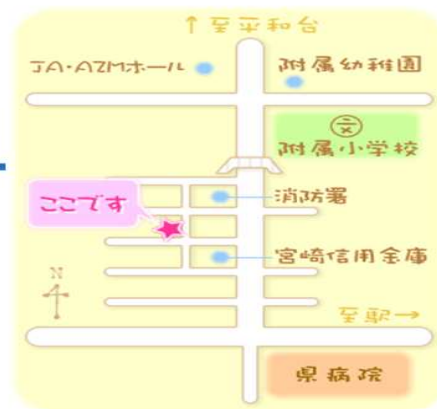 ↑至平和台
JA・AZMホール
附属幼稚園
文
附属小学校
ここです
消防署
宮崎信用金庫
N
至駅→
県病院